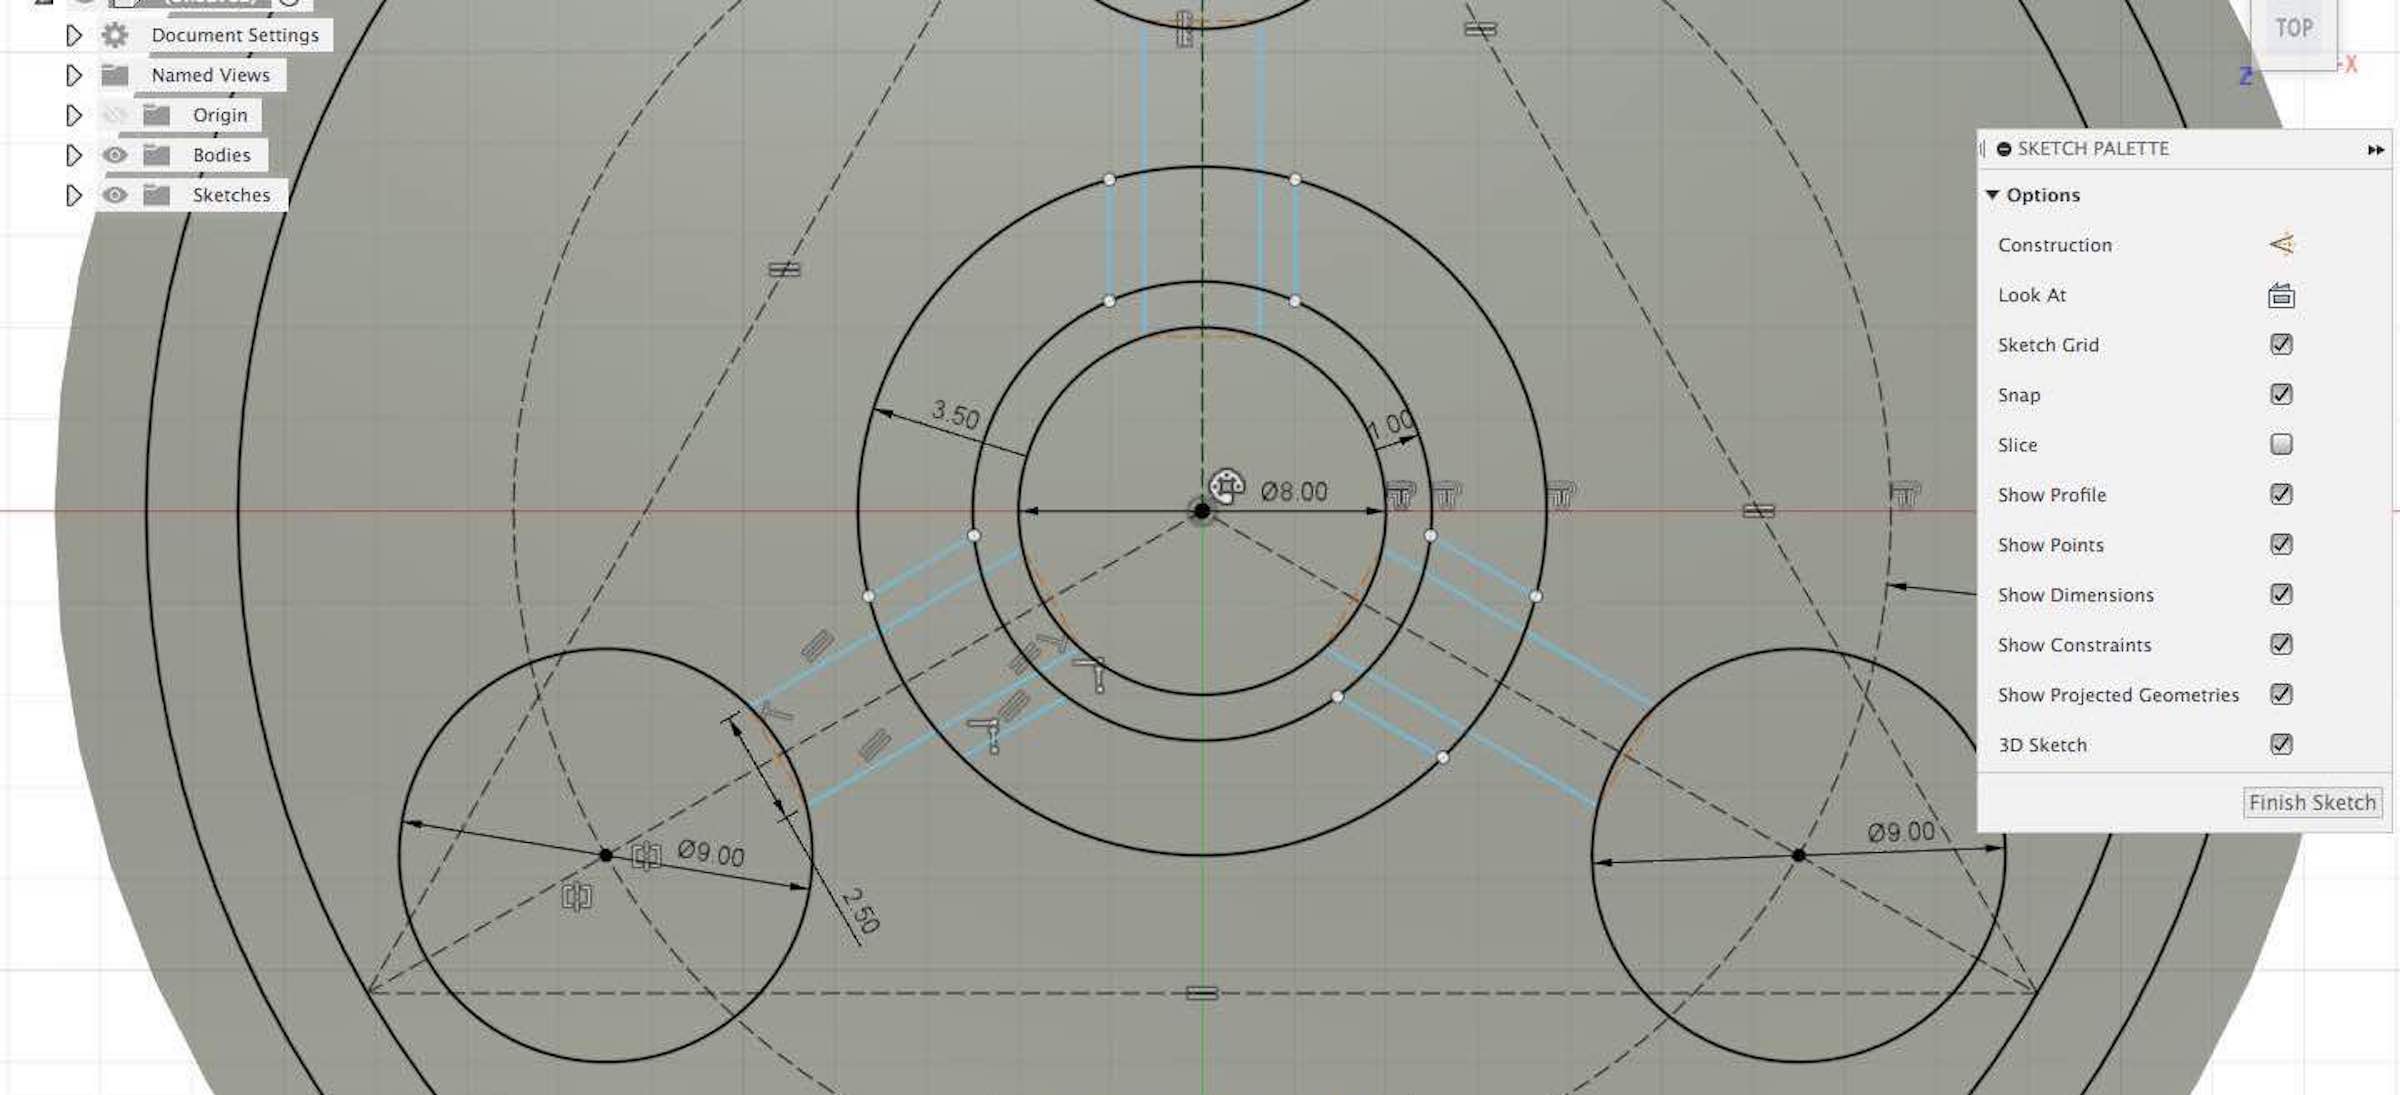 Document Settings
Named Views
Origin
Bodies
Sketches
TOP
Z
-X
SKETCH PALETTE
Options
Construction
Look At
Sketch Grid
Snap
Slice
Show Profile
Show Points
Show Dimensions
Show Constraints
Show Projected Geometries
3D Sketch
Finish Sketch
3.50
1.00
Ø8.00
Ø9.00
2.50
Ø9.00